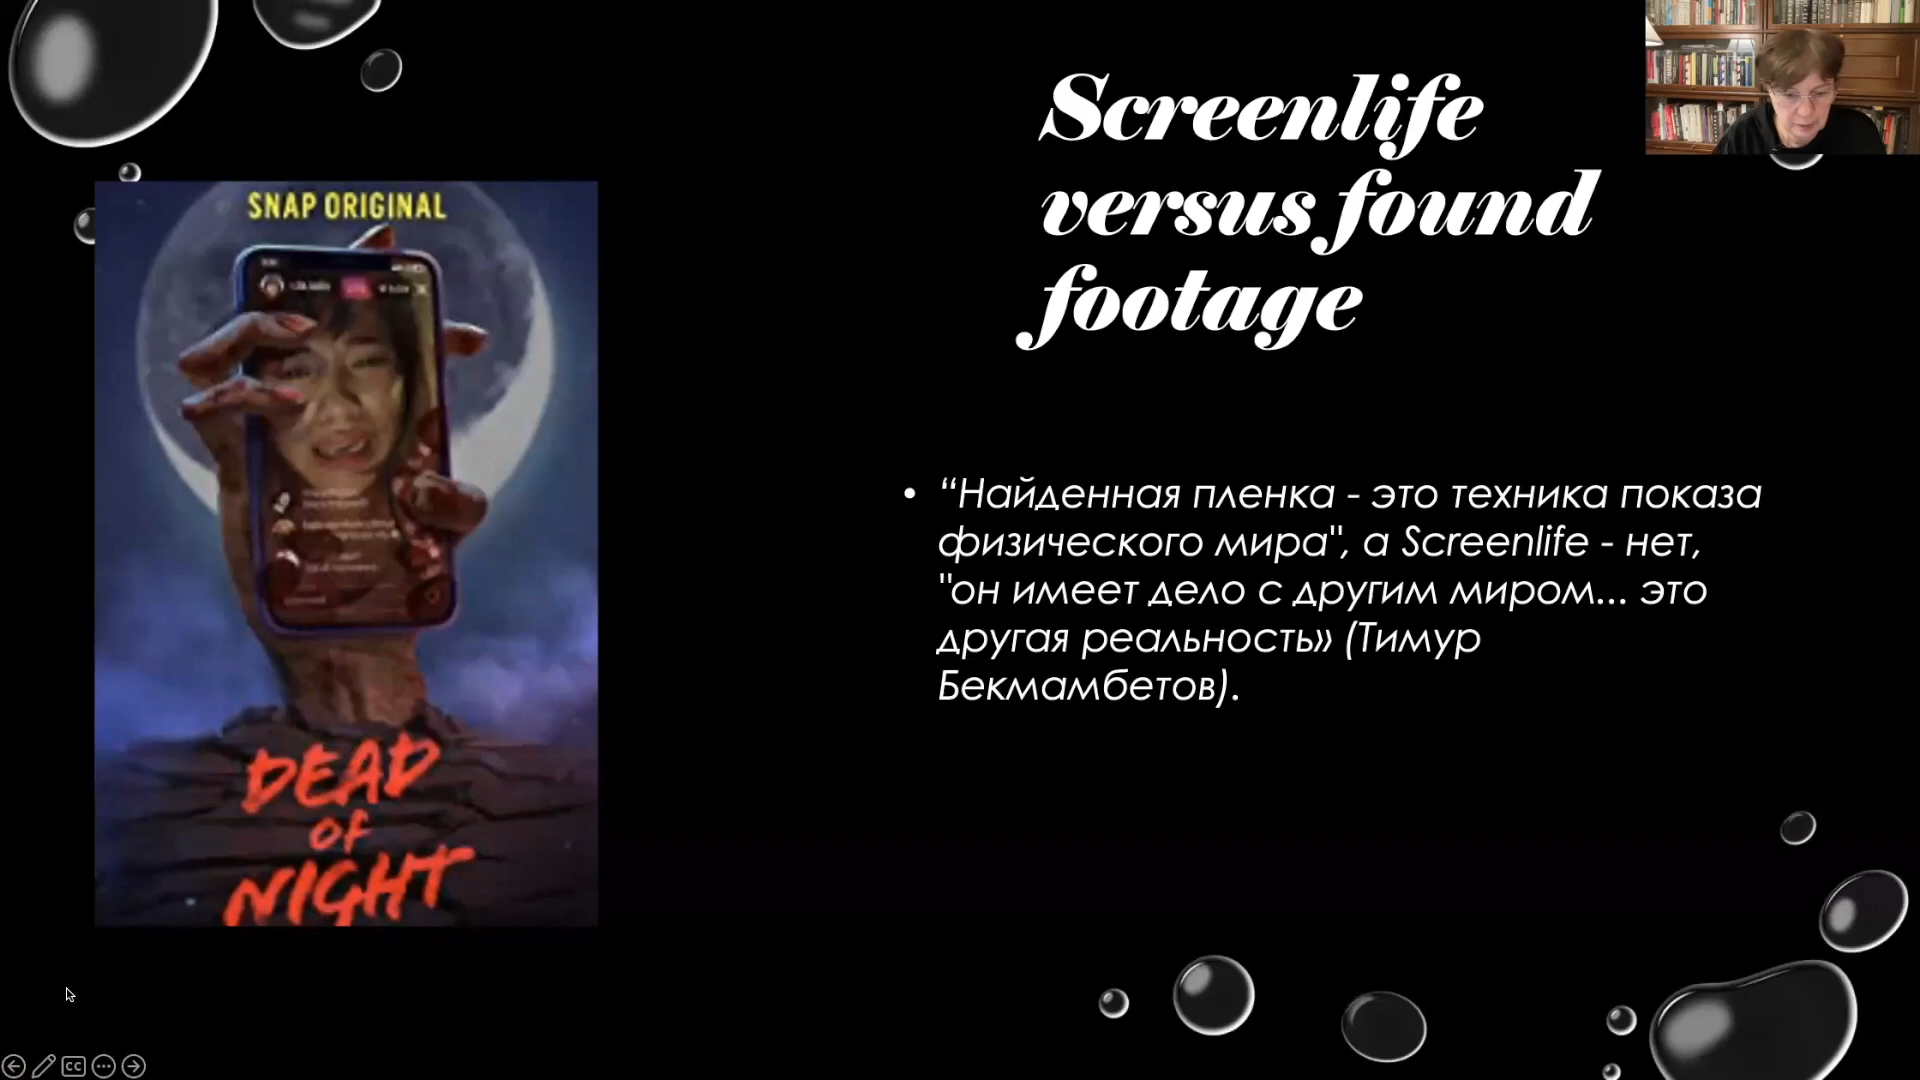 Screenlife
versus found
footage
SNAP ORIGINAL
DEAD
OF
NIGHT
• “Найденная пленка - это техника показа
физического мира", а Screenlife - нет,
"он имеет дело с другим миром... это
другая реальность» (Тимур
Бекмамбетов).
CC